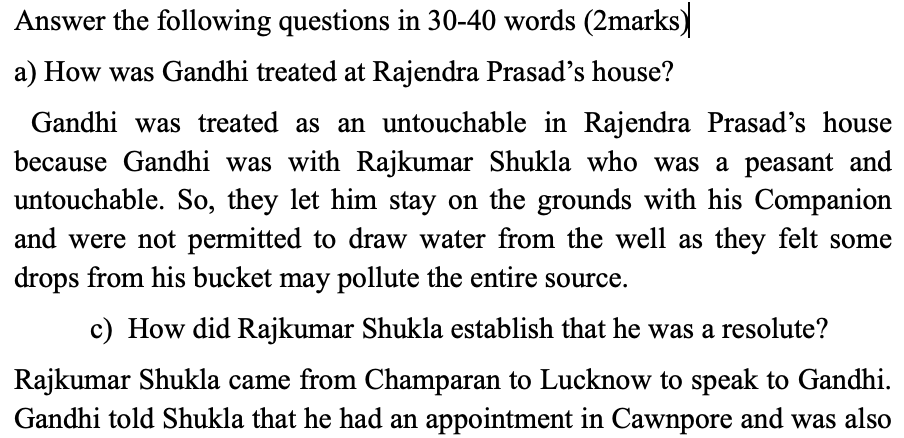 Answer the following questions in 30-40 words (2marks)
a) How was Gandhi treated at Rajendra Prasad’s house?
Gandhi was treated as an untouchable in Rajendra Prasad’s house
because Gandhi was with Rajkumar Shukla who was a peasant and
untouchable. So, they let him stay on the grounds with his Companion
and were not permitted to draw water from the well as they felt some
drops from his bucket may pollute the entire source.
c) How did Rajkumar Shukla establish that he was a resolute?
Rajkumar Shukla came from Champaran to Lucknow to speak to Gandhi.
Gandhi told Shukla that he had an appointment in Cawnpore and was also